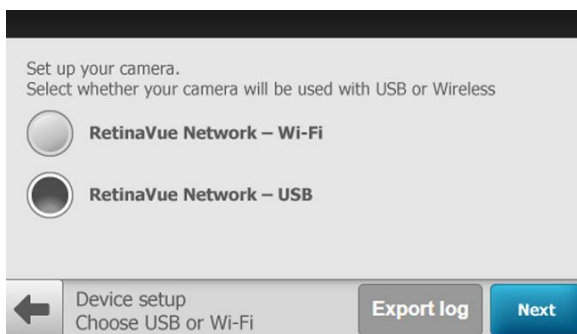 Set up your camera.
Select whether your camera will be used with USB or Wireless
RetinaVue Network – Wi-Fi
RetinaVue Network – USB
Device setup
Choose USB or Wi-Fi
Export log
Next